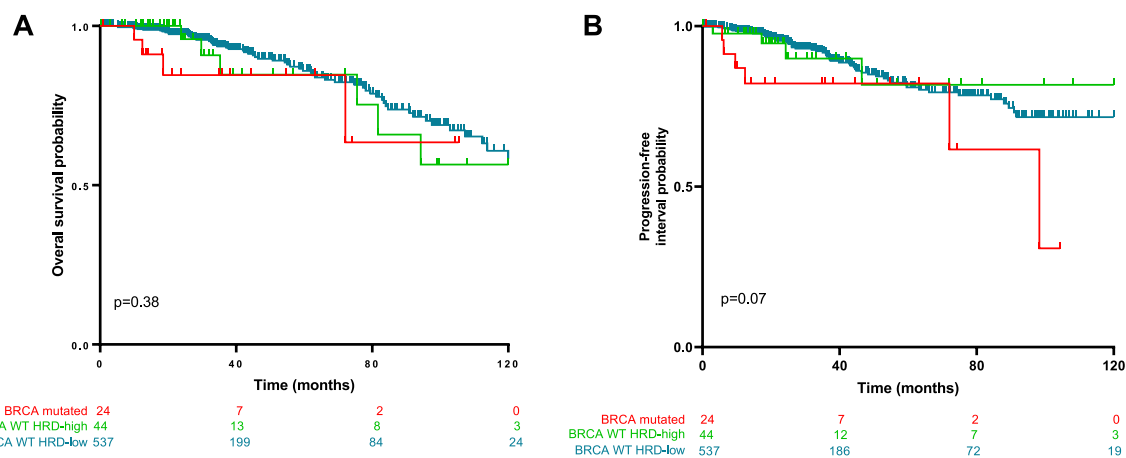 A
B
Overal survival probability
1.0
0.5
0.0
p=0.38
0 40 80 120
Time (months)
BRCA mutated 24 7 2 0
A WT HRD-high 44 13 8 3
RCA WT HRD-low 537 199 84 24
Progression-free
interval probability
1.0
0.5
0.0
p=0.07
0 40 80 120
Time (months)
BRCA mutated 24 7 2 0
BRCA WT HRD-high 44 12 7 3
BRCA WT HRD-low 537 186 72 19